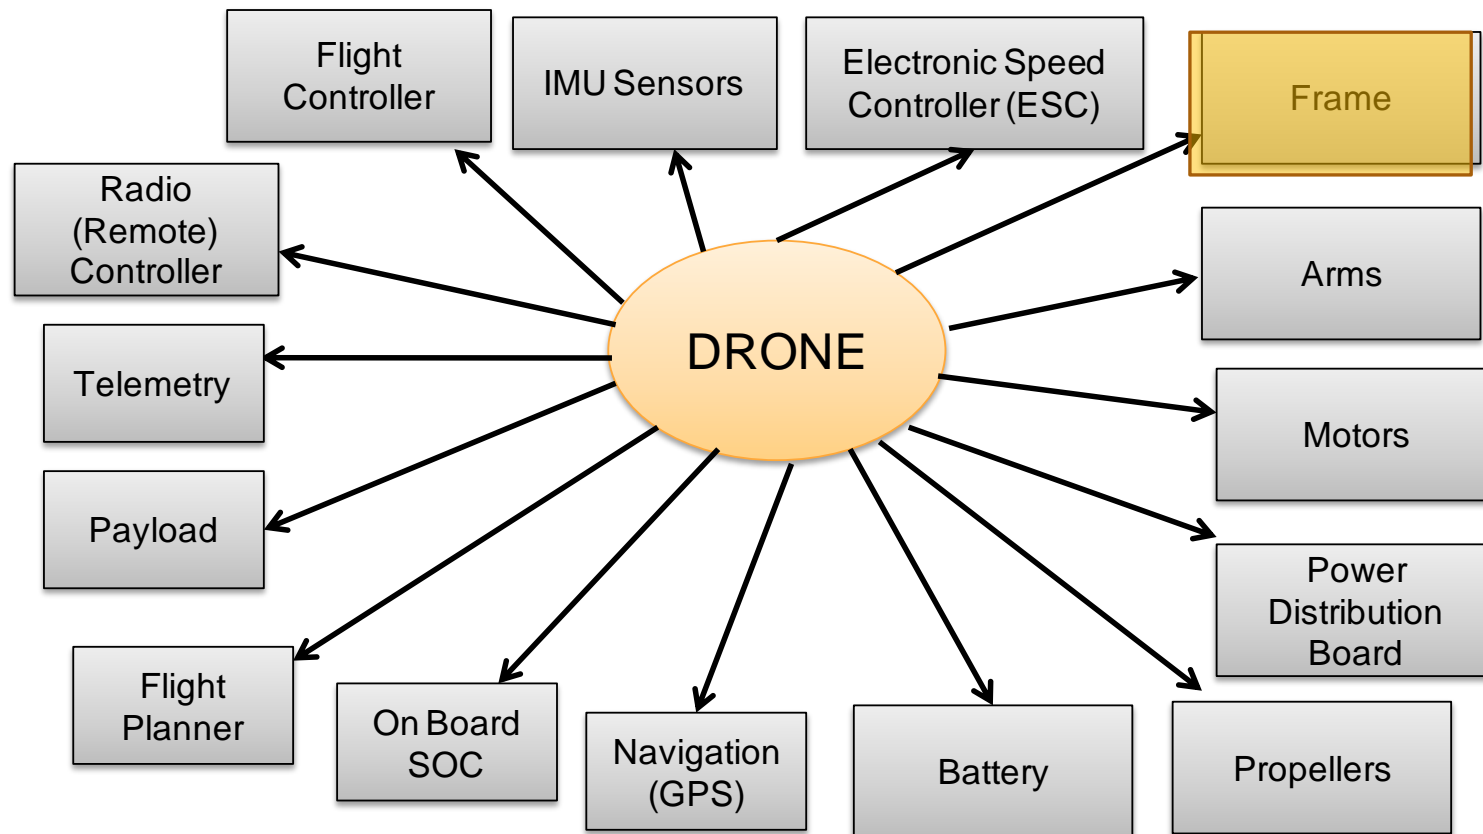 Flight
Controller
IMU Sensors
Electronic Speed
Controller (ESC)
Frame
Radio
(Remote)
Controller
Arms
DRONE
Telemetry
Motors
Payload
Power
Distribution
Board
Flight
Planner
On Board
SOC
Navigation
(GPS)
Battery
Propellers